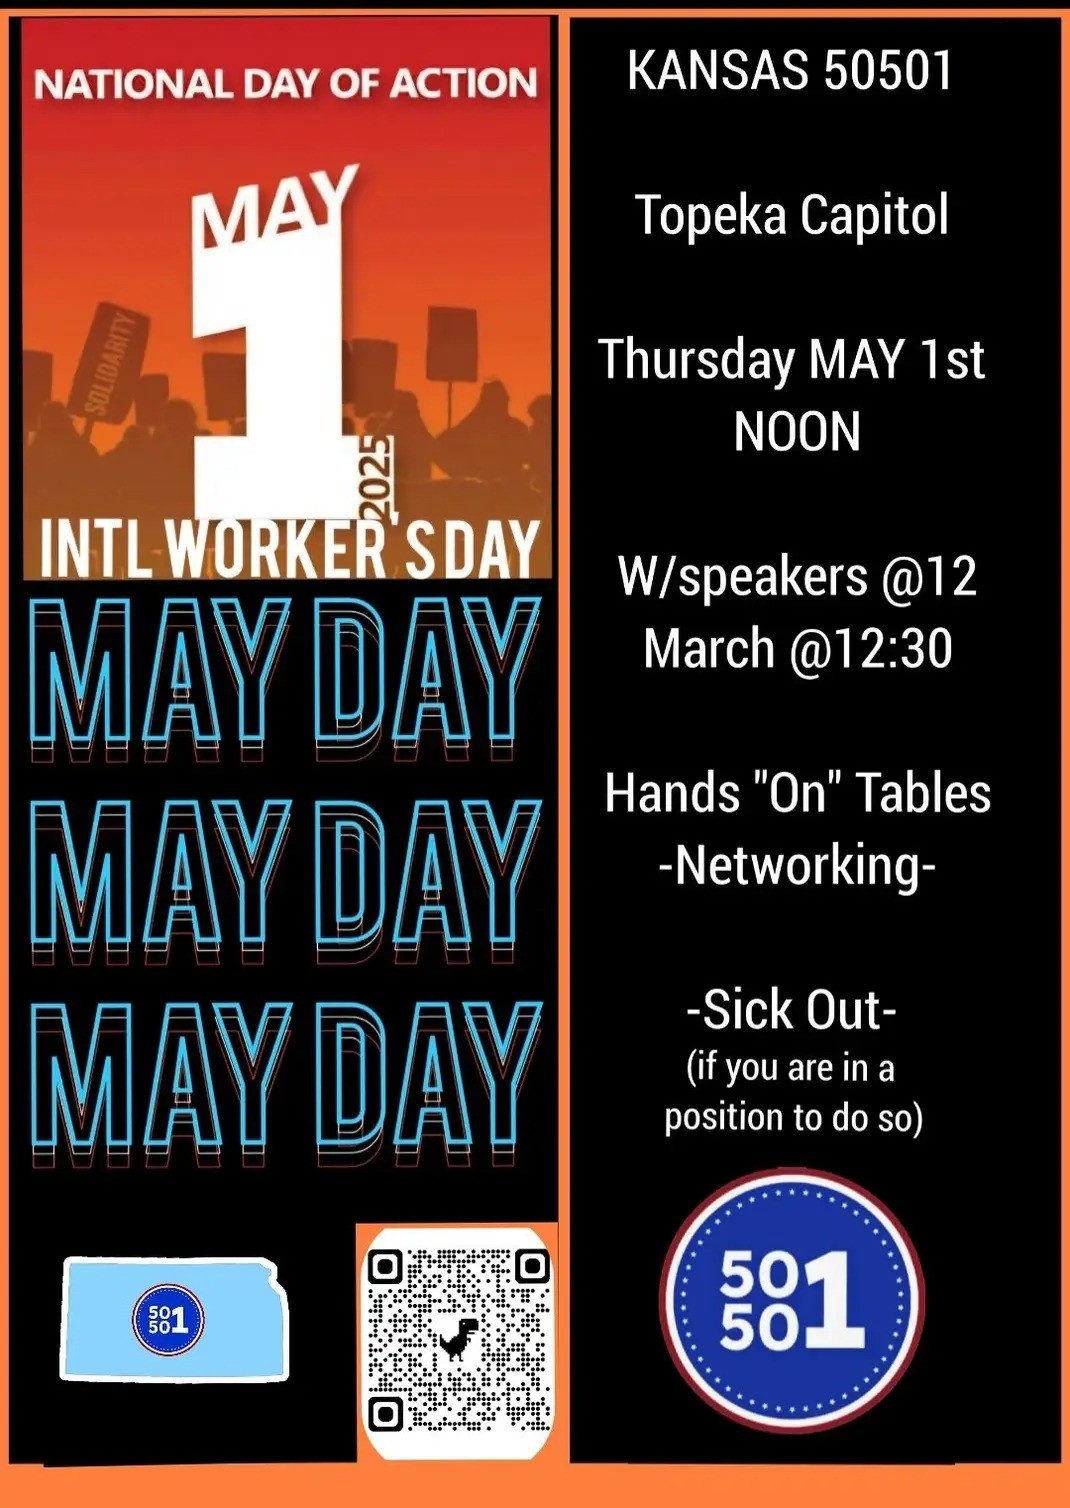 NATIONAL DAY OF ACTION
MAY
1
2025
SOLIDARITY
INTL WORKER'S DAY
MAY DAY
MAY DAY
MAY DAY
50
501
KANSAS 50501
Topeka Capitol
Thursday MAY 1st
NOON
W/speakers @12
March @12:30
Hands "On" Tables
-Networking-
-Sick Out-
(if you are in a
position to do so)
50
501